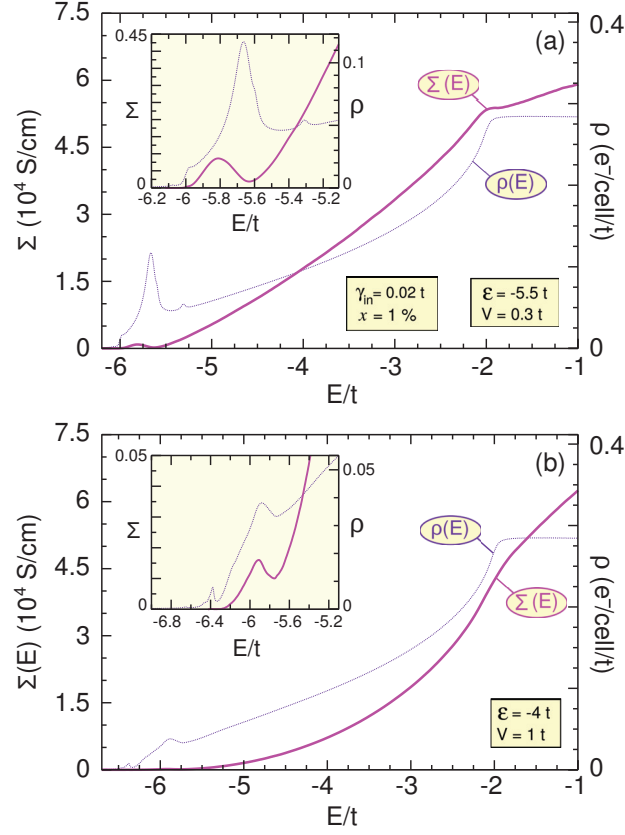 7.5
6
4.5
3
1.5
0
Σ (10⁴ S/cm)
0.45
0
Σ
0.1
0
ρ
-6.2 -6.0 -5.8 -5.6 -5.4 -5.2
E/t
(a)
Σ (E)
ρ(E)
γin= 0.02 t
x = 1 %
ε = -5.5 t
V = 0.3 t
0.4
0
ρ (e⁻/cell/t)
-6 -5 -4 -3 -2 -1
E/t
7.5
6
4.5
3
1.5
0
Σ(E) (10⁴ S/cm)
0.05
0
Σ
0.05
0
ρ
-6.8 -6.4 -6 -5.6 -5.2
E/t
(b)
ρ(E)
Σ (E)
ε = -4 t
V = 1 t
0.4
0
ρ (e⁻/cell/t)
-6 -5 -4 -3 -2 -1
E/t